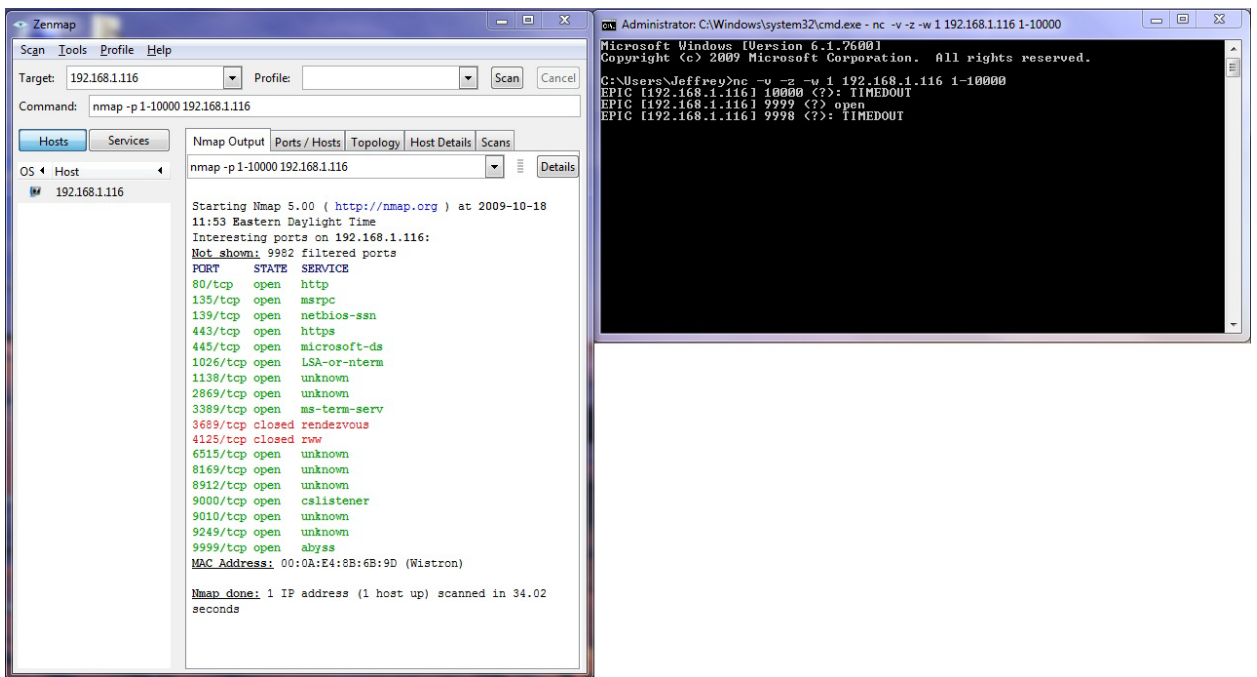 Zenmap
Scan Tools Profile Help
Target: 192.168.1.116 Profile: Scan Cancel
Command: nmap -p 1-10000 192.168.1.116
Hosts Services
OS Host
192.168.1.116
Nmap Output Ports / Hosts Topology Host Details Scans
nmap -p 1-10000 192.168.1.116 Details
Starting Nmap 5.00 ( http://nmap.org ) at 2009-10-18
11:53 Eastern Daylight Time
Interesting ports on 192.168.1.116:
Not shown: 9982 filtered ports
PORT STATE SERVICE
80/tcp open http
135/tcp open msrpc
139/tcp open netbios-ssn
443/tcp open https
445/tcp open microsoft-ds
1026/tcp open LSA-or-nterm
1138/tcp open unknown
2869/tcp open unknown
3389/tcp open ms-term-serv
3689/tcp closed rendezvous
4125/tcp closed rww
6515/tcp open unknown
8169/tcp open unknown
8912/tcp open unknown
9000/tcp open cslistener
9010/tcp open unknown
9249/tcp open unknown
9999/tcp open abyss
MAC Address: 00:0A:E4:8B:6B:9D (Wistron)
Nmap done: 1 IP address (1 host up) scanned in 34.02
seconds
Administrator: C:\Windows\system32\cmd.exe - nc -v -z -w 1 192.168.1.116 1-10000
Microsoft Windows [Version 6.1.7600]
Copyright (c) 2009 Microsoft Corporation. All rights reserved.
C:\Users\Jeffrey>nc -v -z -w 1 192.168.1.116 1-10000
EPIC [192.168.1.116] 10000 (?): TIMEDOUT
EPIC [192.168.1.116] 9999 (?) open
EPIC [192.168.1.116] 9998 (?): TIMEDOUT